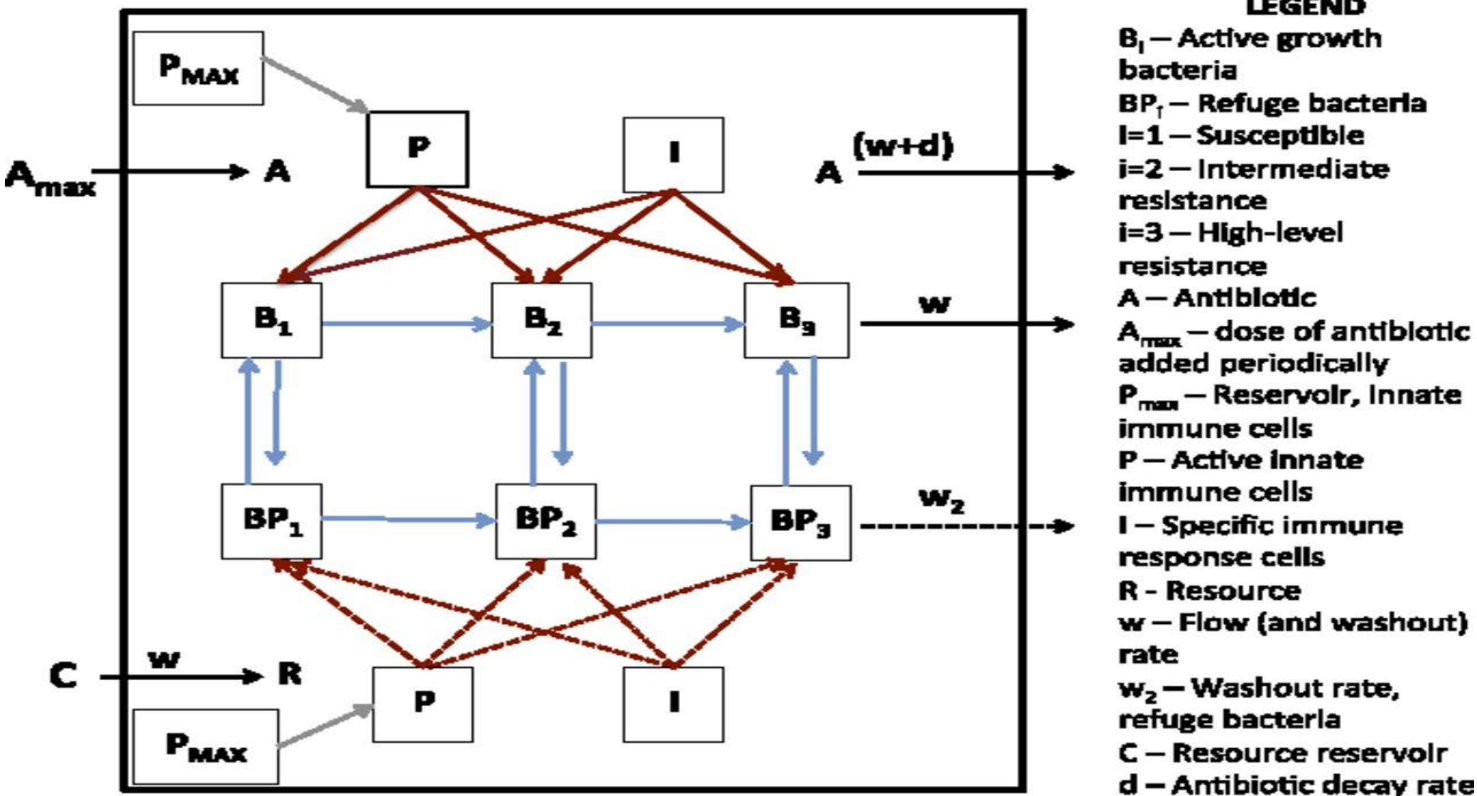 LEGEND
Bᵢ – Active growth
bacteria
BPᵢ – Refuge bacteria
I=1 – Susceptible
i=2 – Intermediate
resistance
i=3 – High-level
resistance
A – Antibiotic
Aₘₐₓ – dose of antibiotic
added periodically
Pₘₐₓ – Reservoir, Innate
immune cells
P – Active innate
immune cells
I – Specific immune
response cells
R - Resource
w – Flow (and washout)
rate
w₂ – Washout rate,
refuge bacteria
C – Resource reservoir
d – Antibiotic decay rate
P_MAX
P
I
Aₘₐₓ
A
A
(w+d)
B₁
B₂
B₃
w
BP₁
BP₂
BP₃
w₂
C
w
R
P
I
P_MAX